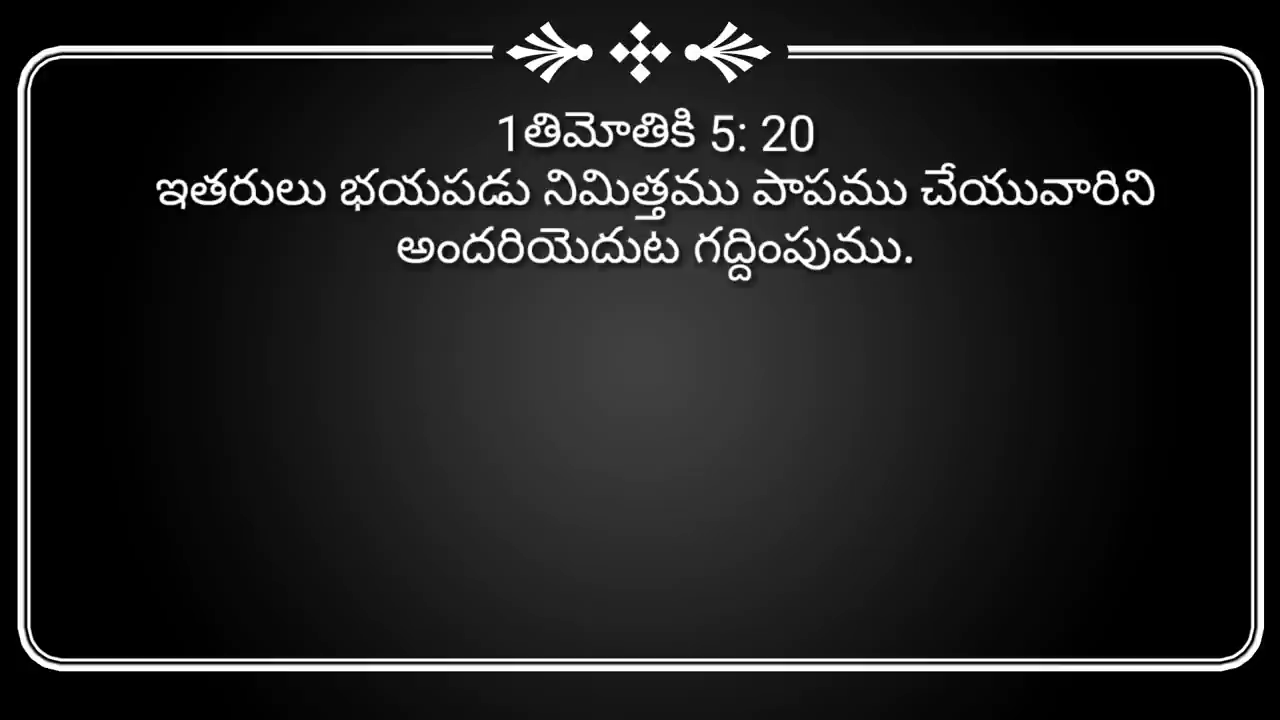 1తిమోతికి 5: 20
ఇతరులు భయపడు నిమిత్తము పాపము చేయువారిని
అందరియెదుట గద్దింపుము.